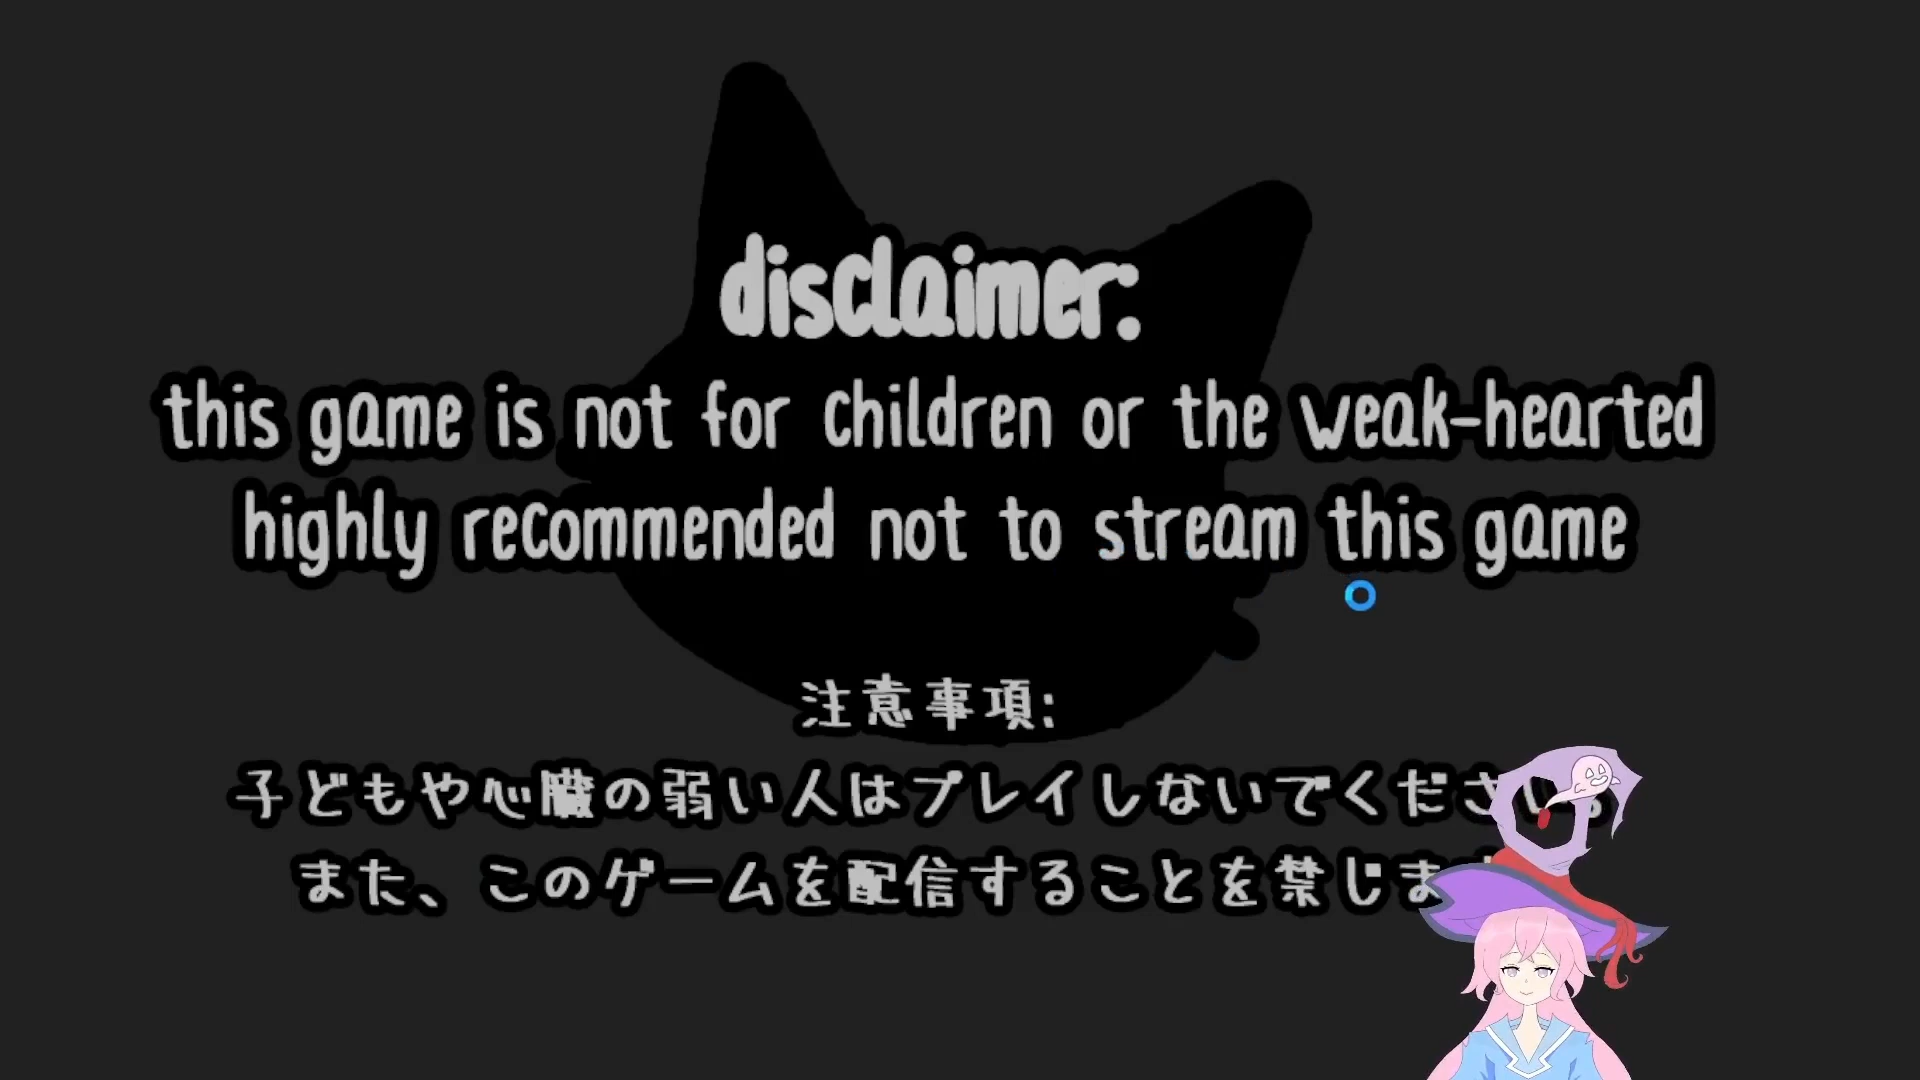 disclaimer:
this game is not for children or the weak-hearted
highly recommended not to stream this game
注意事項:
子どもや心臓の弱い人はプレイしないでくださ
また、このゲームを配信することを禁じま